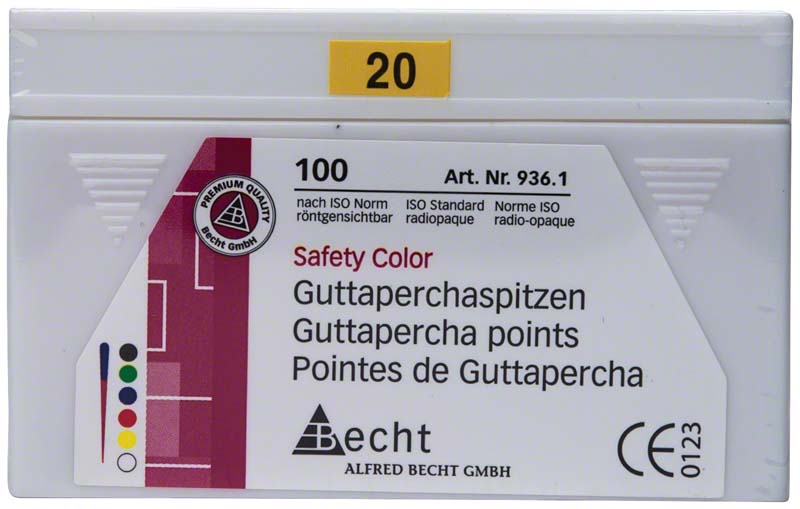 20
100 Art. Nr. 936.1
nach ISO Norm ISO Standard Norme ISO
röntgensichtbar radiopaque radio-opaque
PREMIUM QUALITY
B
Becht GmbH
Safety Color
Guttaperchaspitzen
Guttapercha points
Pointes de Guttapercha
Becht
ALFRED BECHT GMBH
CE 0123